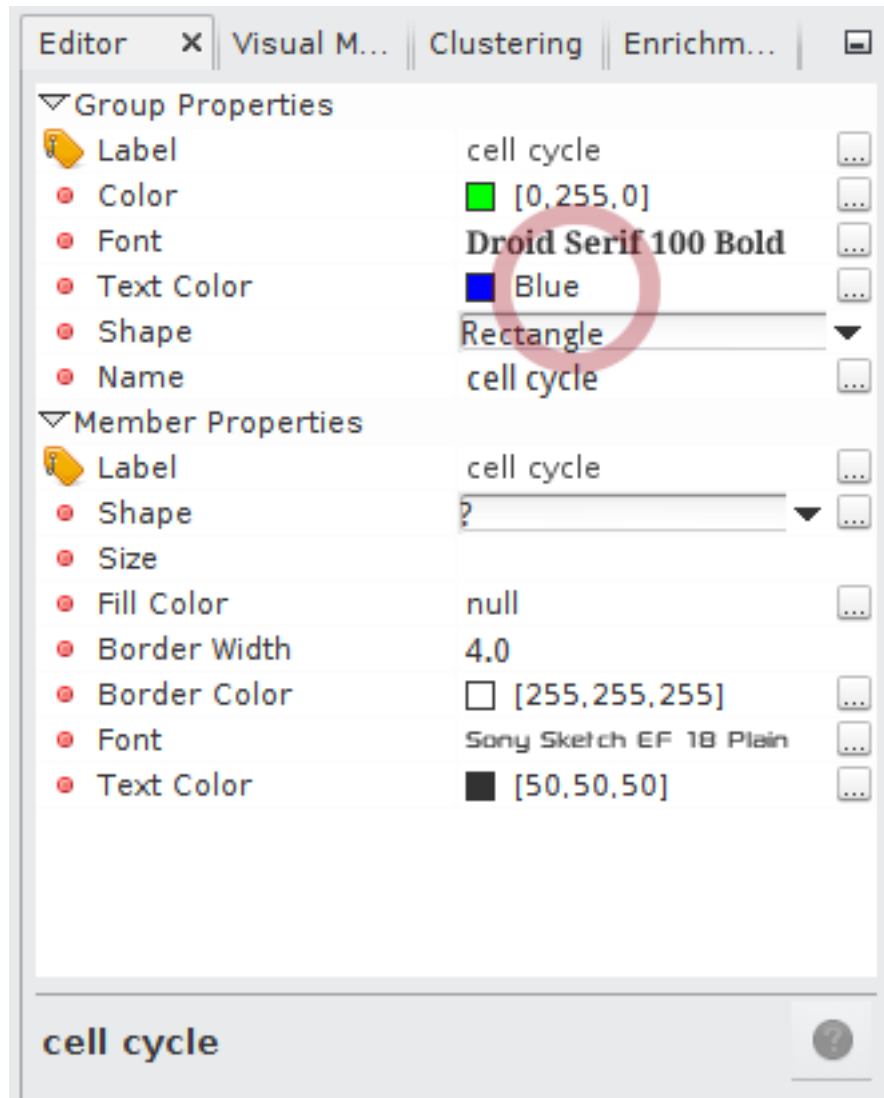 Editor × Visual M... Clustering Enrichm...
Group Properties
Label cell cycle ...
Color [0,255,0] ...
Font Droid Serif 100 Bold ...
Text Color Blue ...
Shape Rectangle
Name cell cycle ...
Member Properties
Label cell cycle ...
Shape ? ...
Size
Fill Color null ...
Border Width 4.0
Border Color [255,255,255] ...
Font Sony Sketch EF 18 Plain ...
Text Color [50,50,50] ...
cell cycle ?